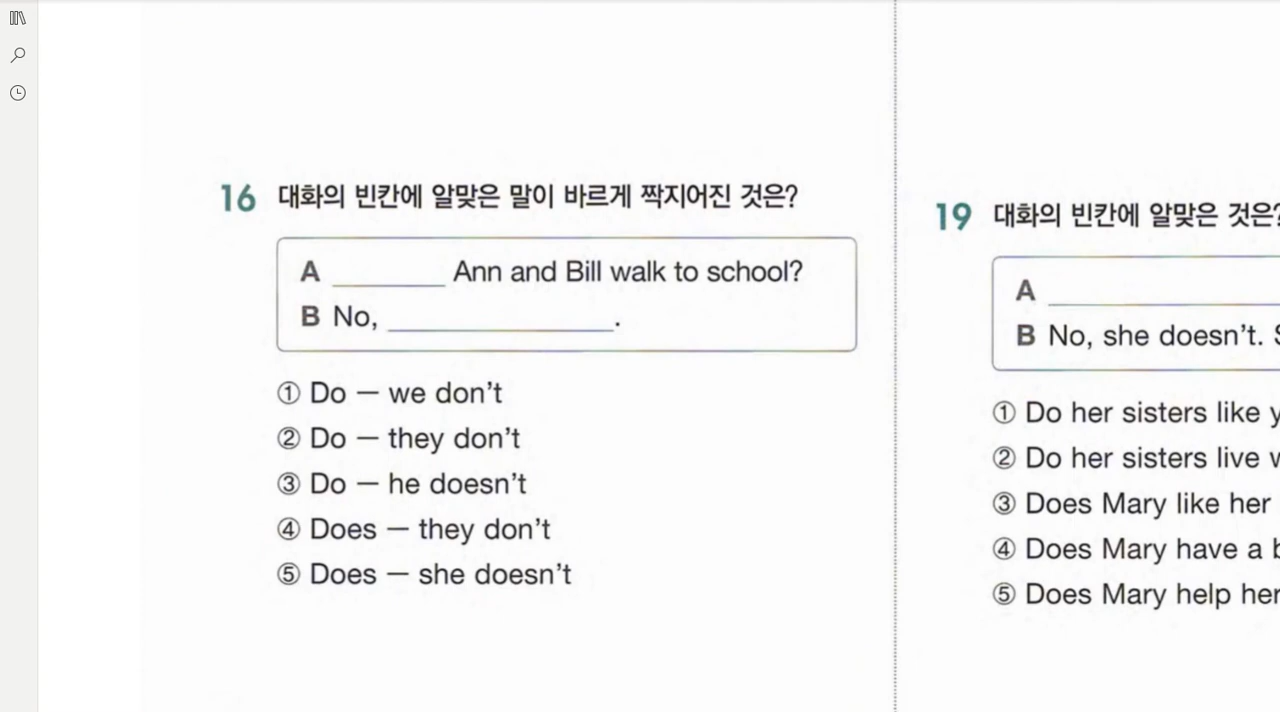 16 대화의 빈칸에 알맞은 말이 바르게 짝지어진 것은?
A ________ Ann and Bill walk to school?
B No, ________________.
① Do — we don't
② Do — they don't
③ Do — he doesn't
④ Does — they don't
⑤ Does — she doesn't
19 대화의 빈칸에 알맞은 것은?
A ________________
B No, she doesn't.
① Do her sisters like
② Do her sisters live
③ Does Mary like her
④ Does Mary have a
⑤ Does Mary help her